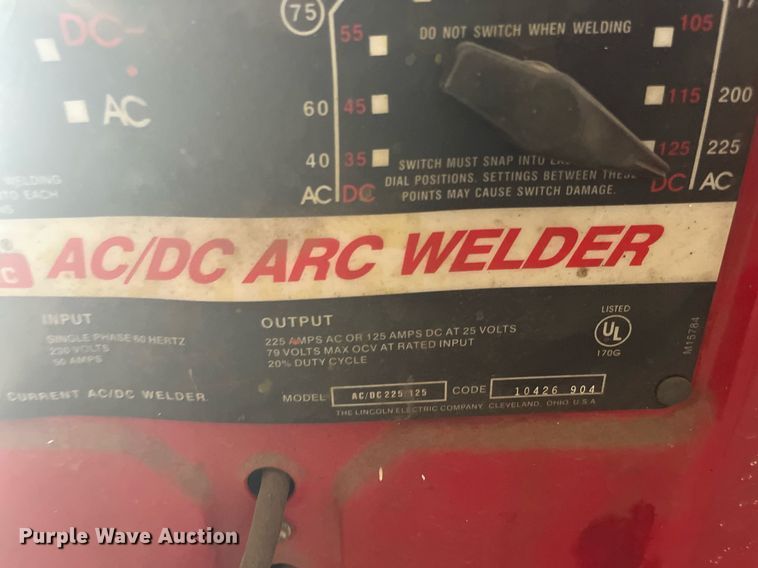 75
55
DC-
DO NOT SWITCH WHEN WELDING
105
AC
60
45
115
200
40
35
125
225
WELDING
TO EACH
SWITCH MUST SNAP INTO
DIAL POSITIONS. SETTINGS BETWEEN THESE
POINTS MAY CAUSE SWITCH DAMAGE.
AC DC
DC AC
AC/DC ARC WELDER
INPUT
SINGLE PHASE 60 HERTZ
230 VOLTS
50 AMPS
OUTPUT
225 AMPS AC OR 125 AMPS DC AT 25 VOLTS
79 VOLTS MAX OCV AT RATED INPUT
20% DUTY CYCLE
LISTED
UL
170G
M15784
CURRENT AC/DC WELDER.
MODEL AC/DC225/125 CODE 10426 904
THE LINCOLN ELECTRIC COMPANY, CLEVELAND, OHIO U.S.A
Purple Wave Auction